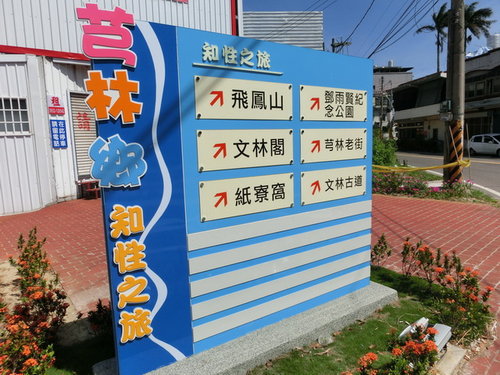 芎林鄉
知性之旅
知性之旅
飛鳳山
鄧雨賢紀
念公園
文林閣
芎林老街
紙寮窩
文林古道
租